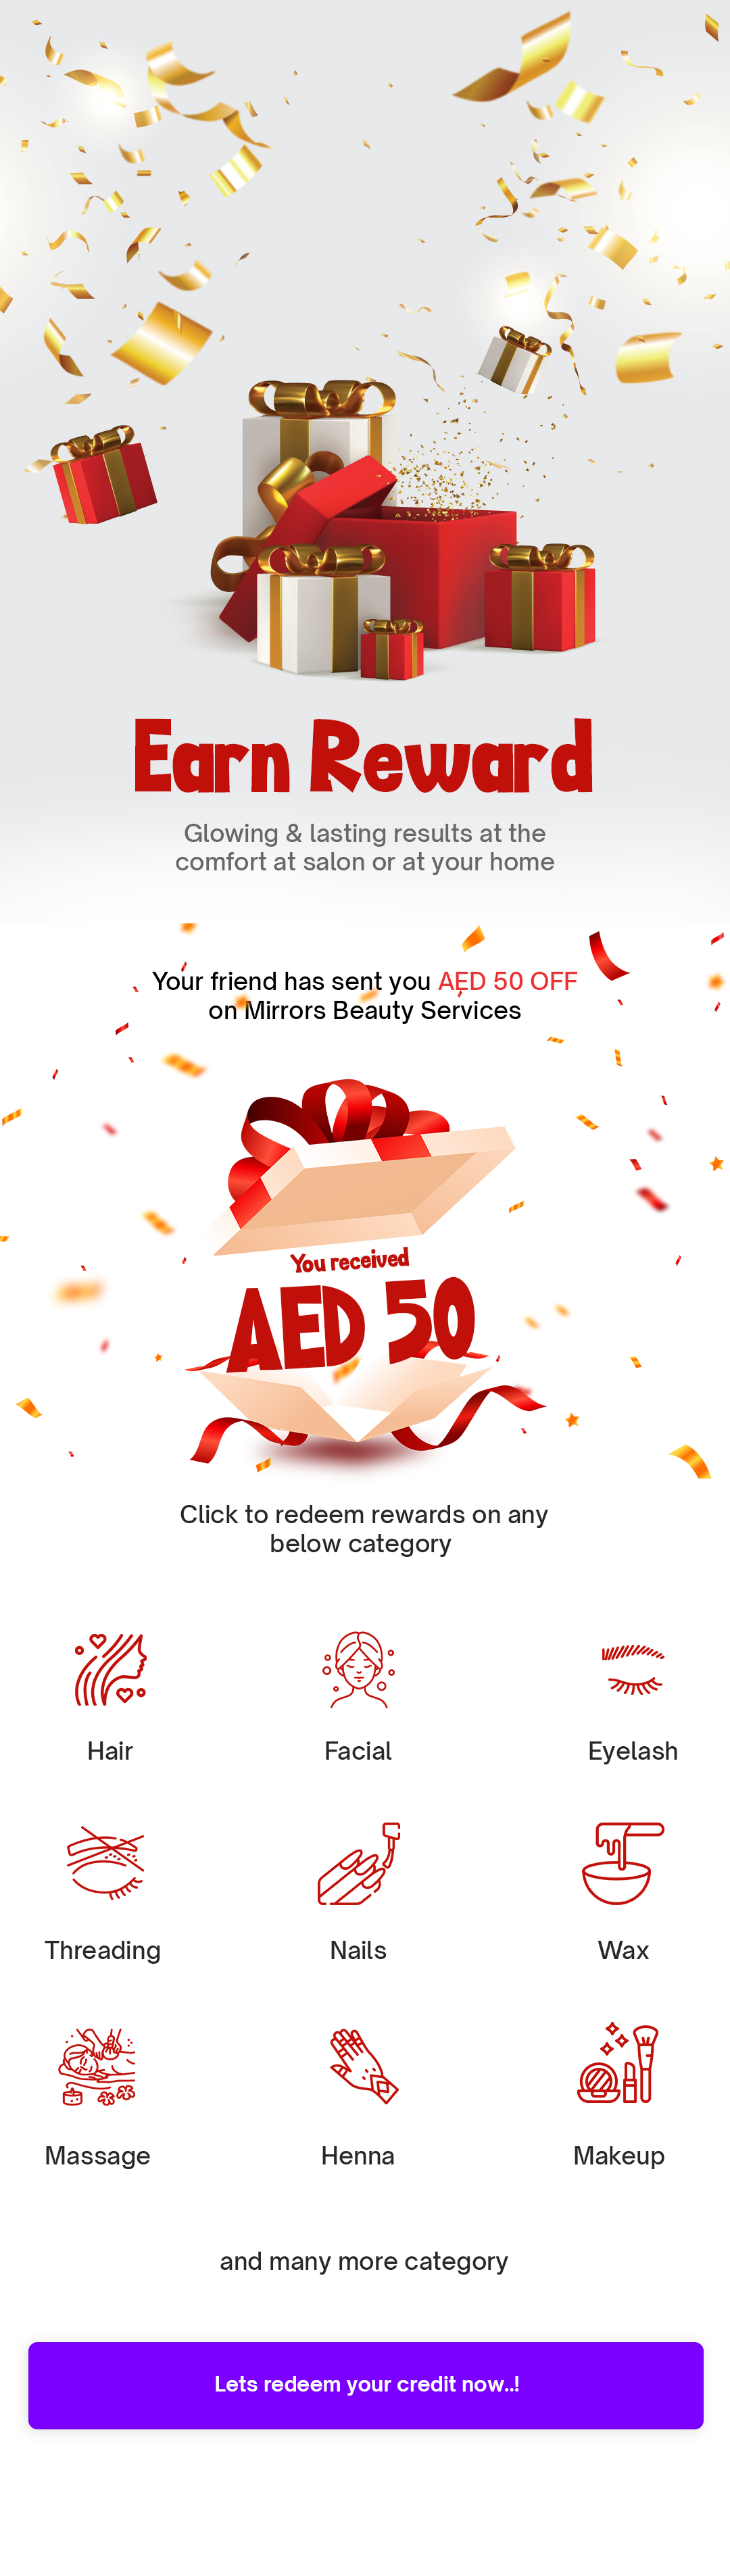 Earn Reward
Glowing & lasting results at the
comfort at salon or at your home
Your friend has sent you AED 50 OFF
on Mirrors Beauty Services
You received
AED 50
Click to redeem rewards on any
below category
Hair
Facial
Eyelash
Threading
Nails
Wax
Massage
Henna
Makeup
and many more category
Lets redeem your credit now..!